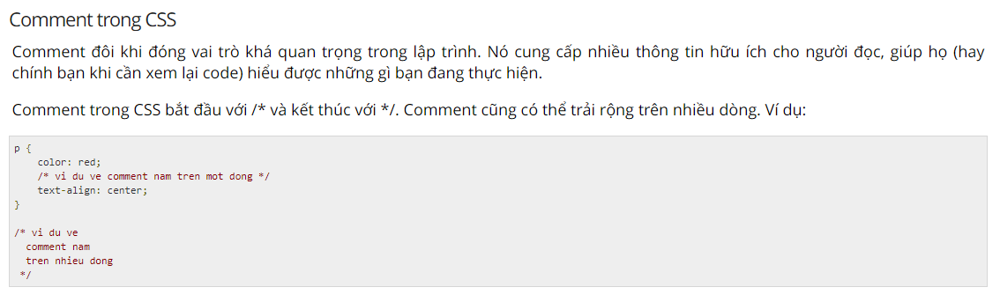 Comment trong CSS
Comment đôi khi đóng vai trò khá quan trọng trong lập trình. Nó cung cấp nhiều thông tin hữu ích cho người đọc, giúp họ (hay
chính bạn khi cần xem lại code) hiểu được những gì bạn đang thực hiện.
Comment trong CSS bắt đầu với /* và kết thúc với */. Comment cũng có thể trải rộng trên nhiều dòng. Ví dụ:
p {
    color: red;
    /* vi du ve comment nam tren mot dong */
    text-align: center;
}
/* vi du ve
  comment nam
  tren nhieu dong
 */